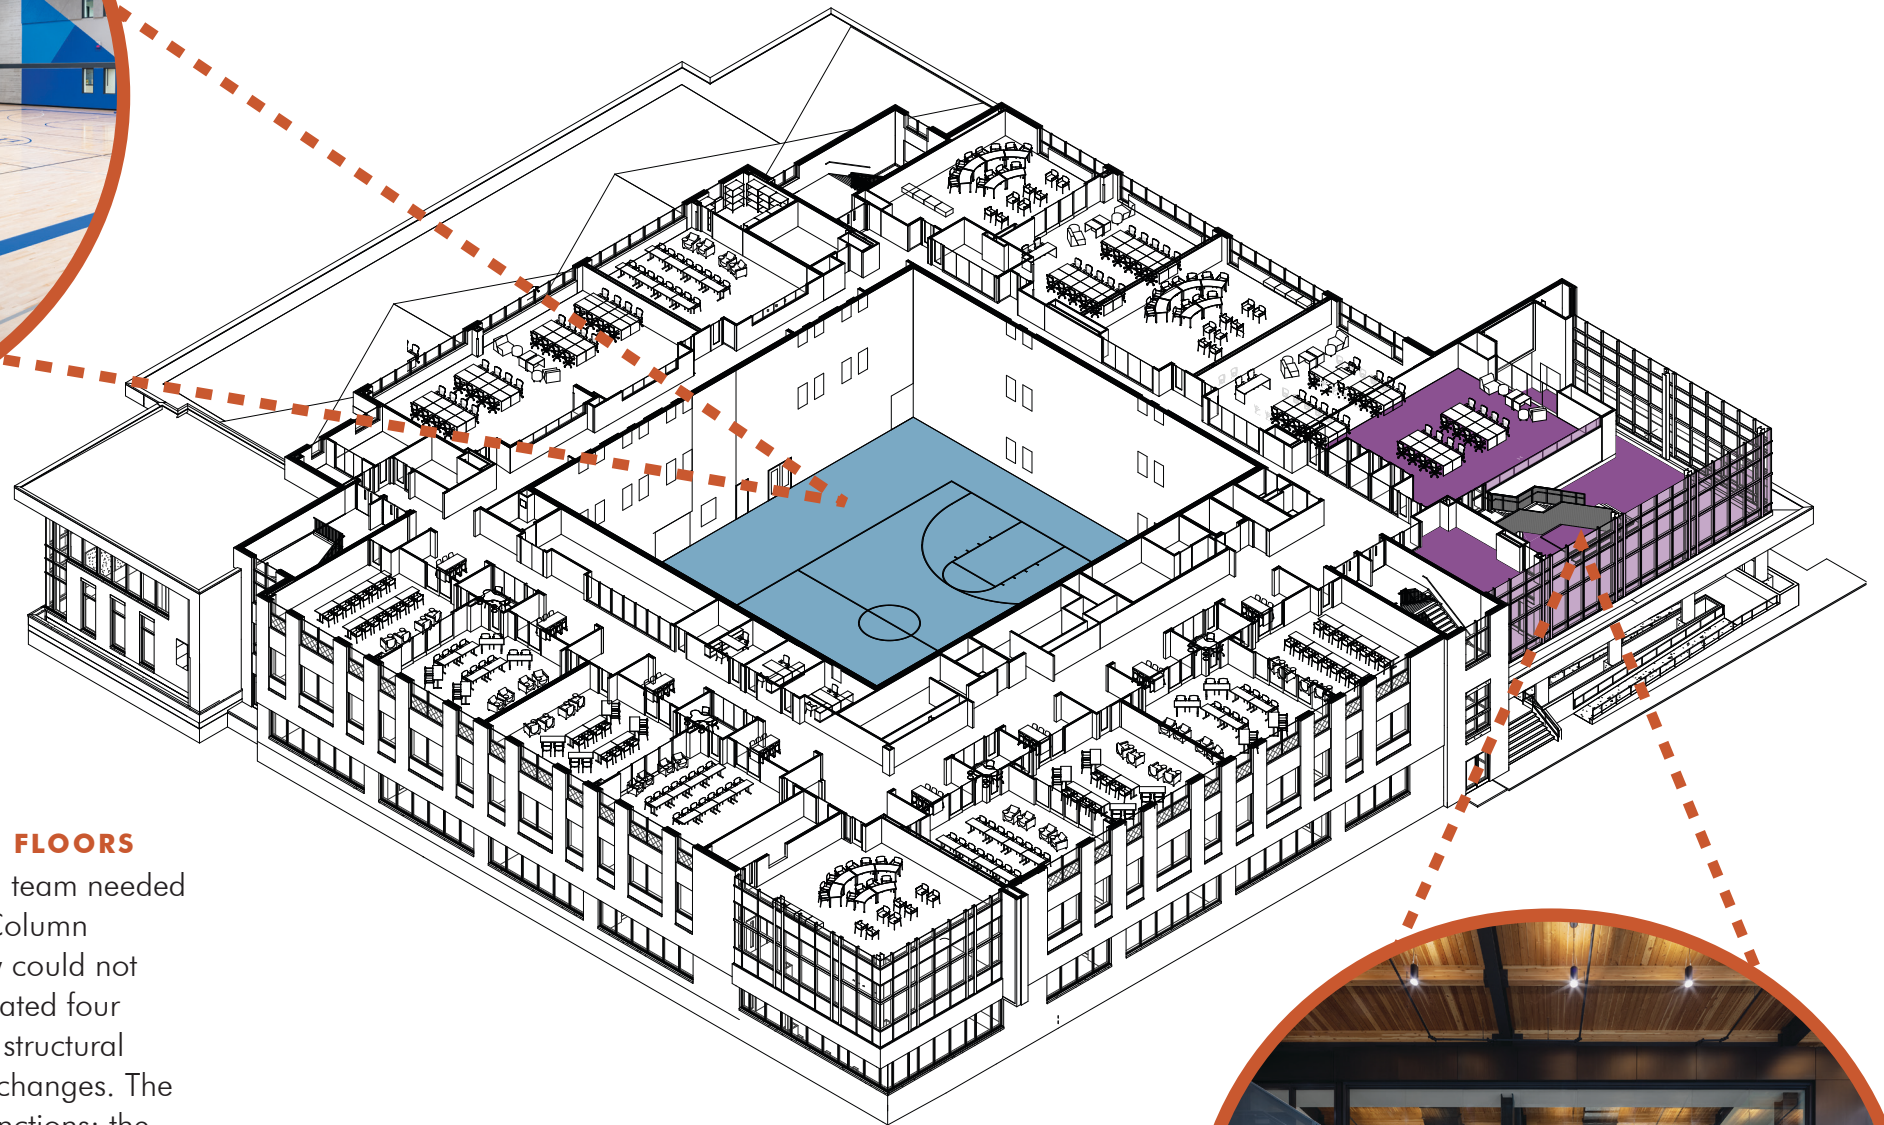 FLOORS
team needed
Column
could not
ated four
structural
changes. The